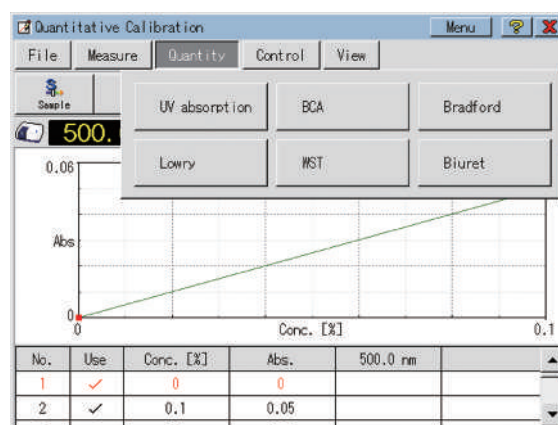 Quantitative Calibration Menu ? X
File Measure Quantity Control View
Sample
UV absorption BCA Bradford
500.
Lowry WST Biuret
0.06
Abs
0
0 Conc. [%] 0.1
No. Use Conc. [%] Abs. 500.0 nm
1 ✓ 0 0
2 ✓ 0.1 0.05